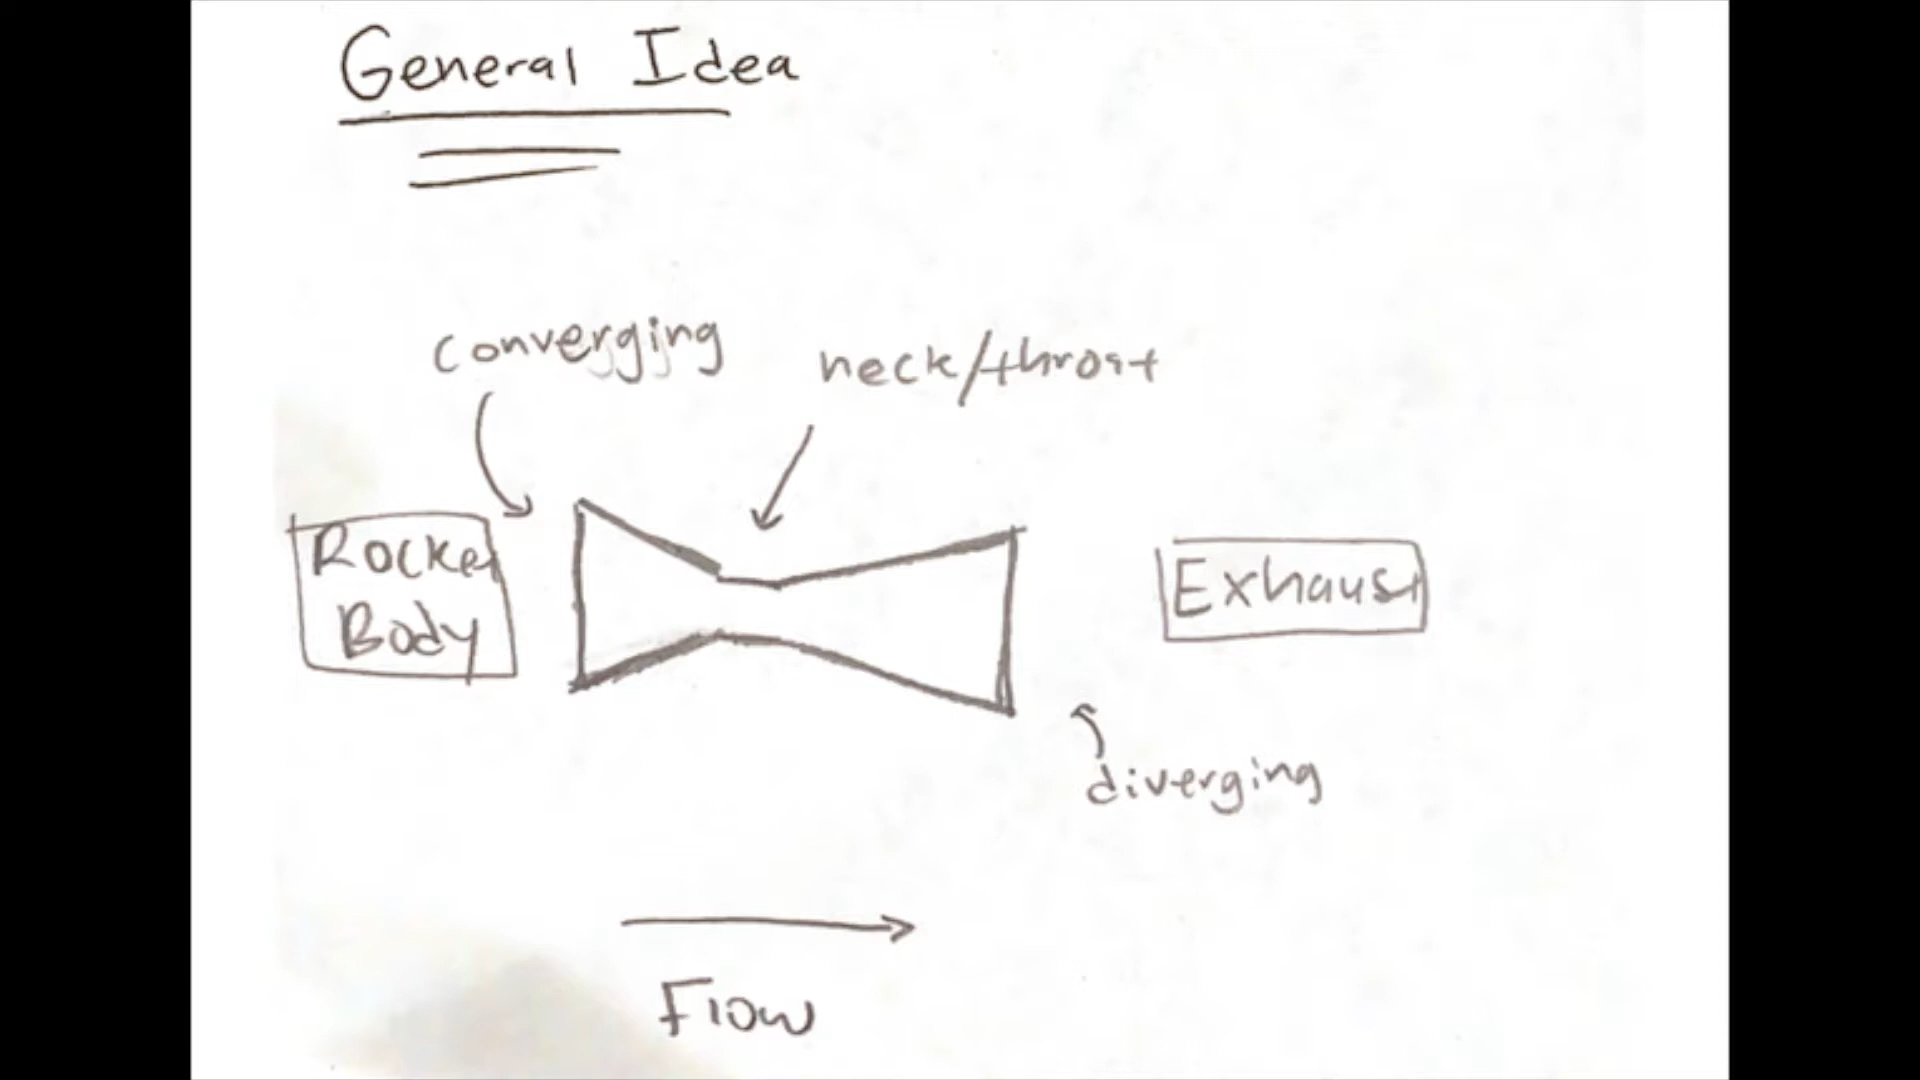 General Idea
converging
neck/throat
Rocket
Body
Exhaust
diverging
Flow